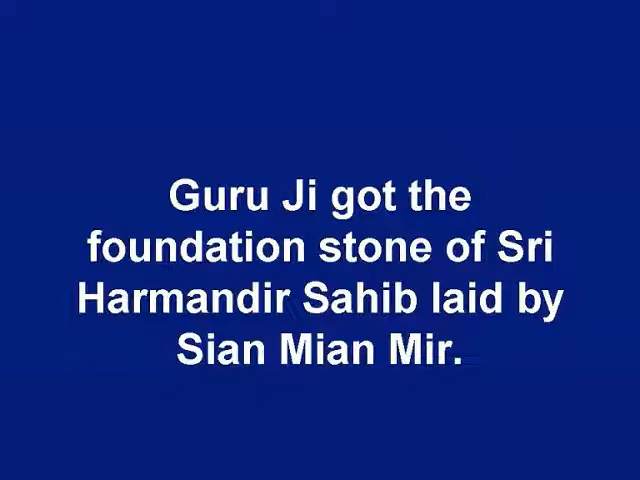 Guru Ji got the
foundation stone of Sri
Harmandir Sahib laid by
Sian Mian Mir.